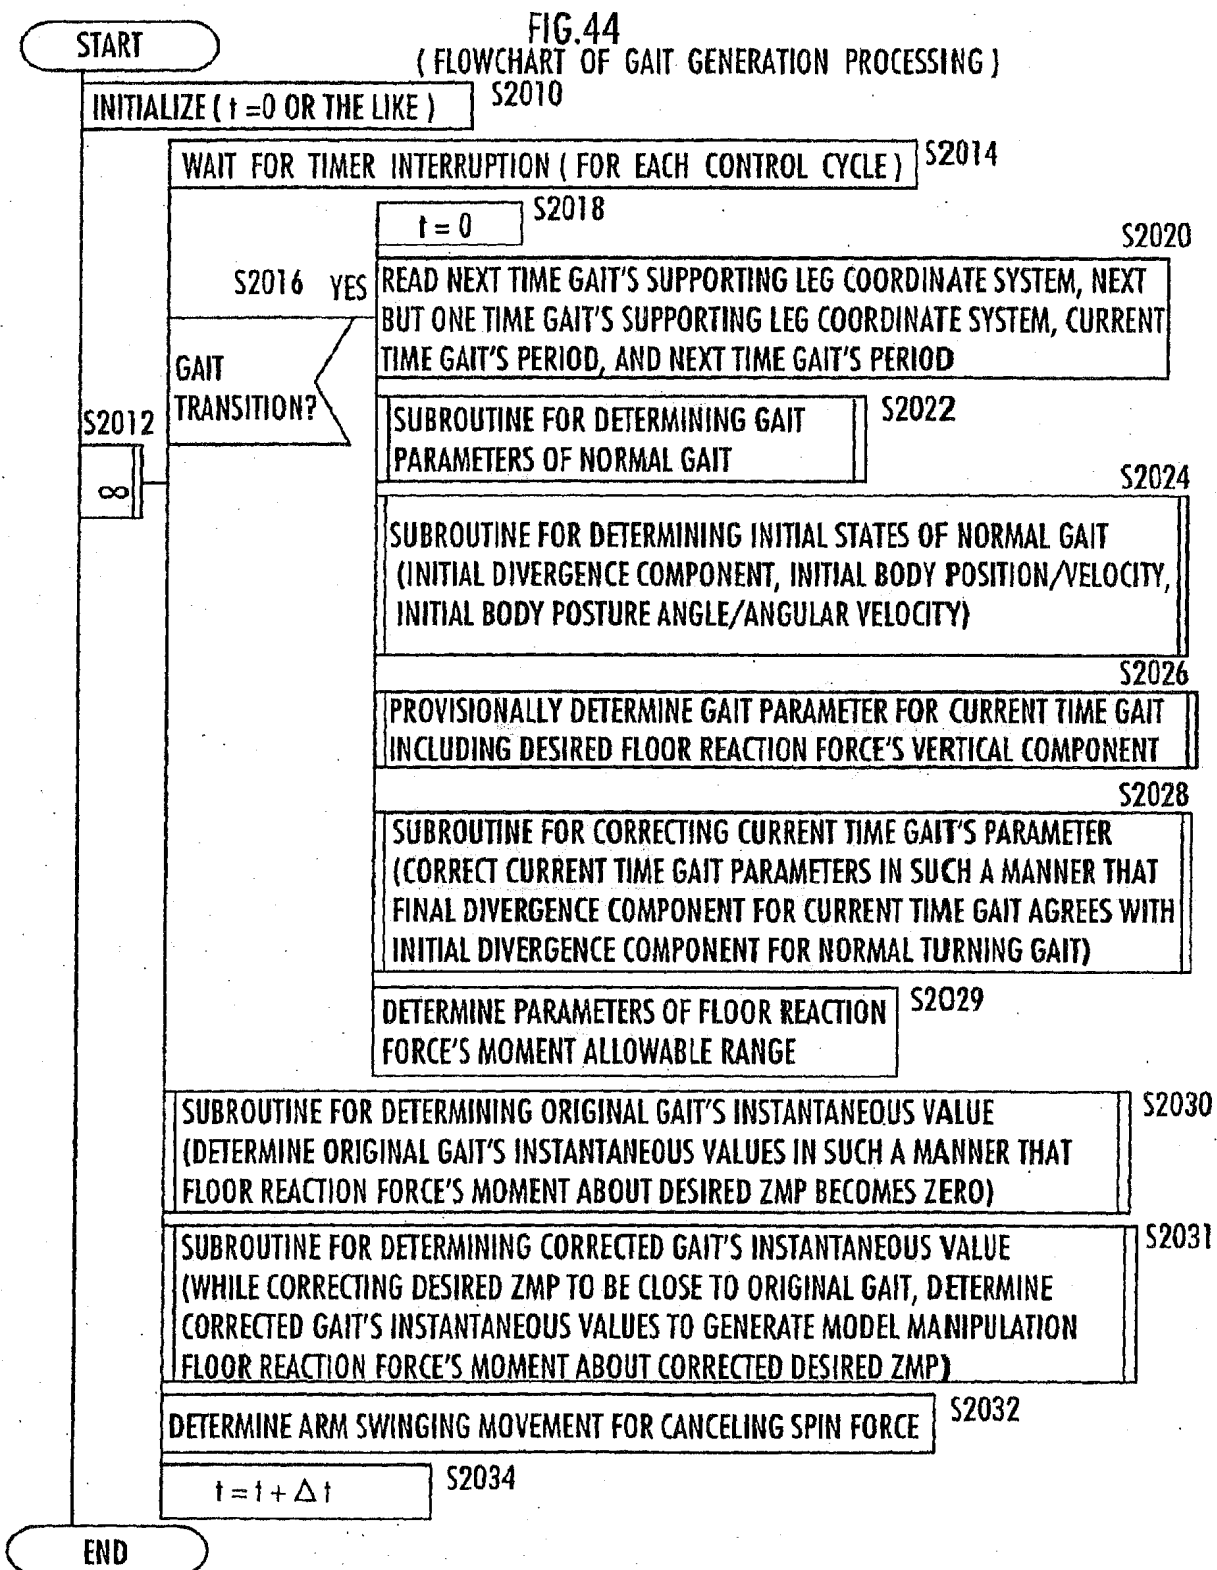 FIG.44
START
( FLOWCHART OF GAIT GENERATION PROCESSING )
INITIALIZE ( t =0 OR THE LIKE )
S2010
WAIT FOR TIMER INTERRUPTION ( FOR EACH CONTROL CYCLE )
S2014
t = 0
S2018
S2020
S2016 YES
READ NEXT TIME GAIT'S SUPPORTING LEG COORDINATE SYSTEM, NEXT
BUT ONE TIME GAIT'S SUPPORTING LEG COORDINATE SYSTEM, CURRENT
TIME GAIT'S PERIOD, AND NEXT TIME GAIT'S PERIOD
GAIT
TRANSITION?
S2012
∞
SUBROUTINE FOR DETERMINING GAIT
PARAMETERS OF NORMAL GAIT
S2022
S2024
SUBROUTINE FOR DETERMINING INITIAL STATES OF NORMAL GAIT
(INITIAL DIVERGENCE COMPONENT, INITIAL BODY POSITION/VELOCITY,
INITIAL BODY POSTURE ANGLE/ANGULAR VELOCITY)
S2026
PROVISIONALLY DETERMINE GAIT PARAMETER FOR CURRENT TIME GAIT
INCLUDING DESIRED FLOOR REACTION FORCE'S VERTICAL COMPONENT
S2028
SUBROUTINE FOR CORRECTING CURRENT TIME GAIT'S PARAMETER
(CORRECT CURRENT TIME GAIT PARAMETERS IN SUCH A MANNER THAT
FINAL DIVERGENCE COMPONENT FOR CURRENT TIME GAIT AGREES WITH
INITIAL DIVERGENCE COMPONENT FOR NORMAL TURNING GAIT)
DETERMINE PARAMETERS OF FLOOR REACTION
FORCE'S MOMENT ALLOWABLE RANGE
S2029
SUBROUTINE FOR DETERMINING ORIGINAL GAIT'S INSTANTANEOUS VALUE
(DETERMINE ORIGINAL GAIT'S INSTANTANEOUS VALUES IN SUCH A MANNER THAT
FLOOR REACTION FORCE'S MOMENT ABOUT DESIRED ZMP BECOMES ZERO)
S2030
SUBROUTINE FOR DETERMINING CORRECTED GAIT'S INSTANTANEOUS VALUE
(WHILE CORRECTING DESIRED ZMP TO BE CLOSE TO ORIGINAL GAIT, DETERMINE
CORRECTED GAIT'S INSTANTANEOUS VALUES TO GENERATE MODEL MANIPULATION
FLOOR REACTION FORCE'S MOMENT ABOUT CORRECTED DESIRED ZMP)
S2031
DETERMINE ARM SWINGING MOVEMENT FOR CANCELING SPIN FORCE
S2032
t = t + Δt
S2034
END